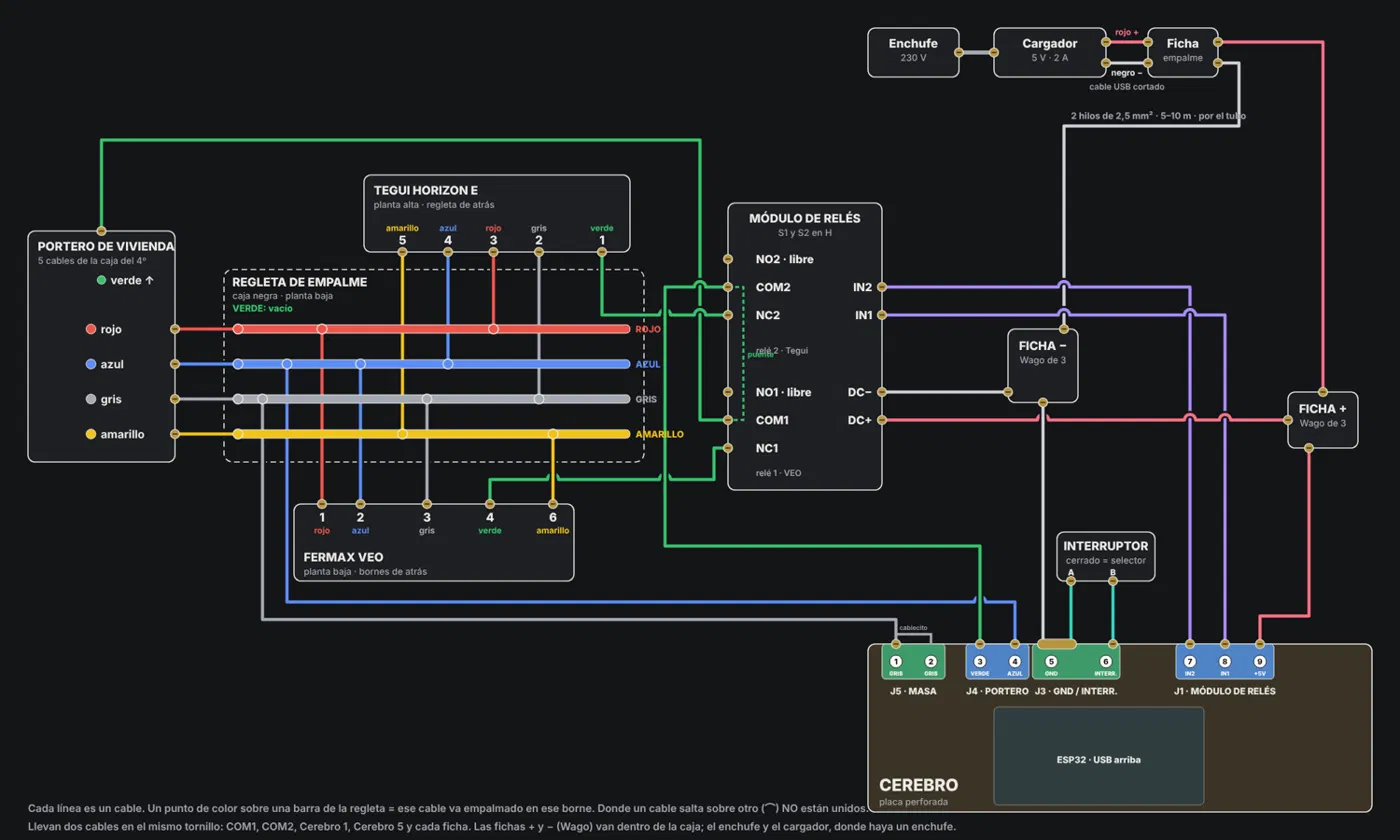 Enchufe
230 V
Cargador
5 V · 2 A
rojo +
negro −
cable USB cortado
Ficha
empalme
2 hilos de 2,5 mm² · 5–10 m · por el tubo
PORTERO DE VIVIENDA
5 cables de la caja del 4º
verde ↑
rojo
azul
gris
amarillo
TEGUI HORIZON E
planta alta · regleta de atrás
amarillo azul rojo gris verde
5 4 3 2 1
REGLETA DE EMPALME
caja negra · planta baja
VERDE: vacío
ROJO
AZUL
GRIS
AMARILLO
1 2 3 4 6
rojo azul gris verde amarillo
FERMAX VEO
planta baja · bornes de atrás
MÓDULO DE RELÉS
S1 y S2 en H
NO2 · libre
COM2
NC2
relé 2 · Tegui
puente
NO1 · libre
COM1
NC1
relé 1 · VEO
IN2
IN1
DC−
DC+
FICHA −
Wago de 3
FICHA +
Wago de 3
INTERRUPTOR
cerrado = selector
A B
cablecito
1 2 3 4 5 6 7 8 9
GRIS GRIS VERDE AZUL GND INTERR. IN2 IN1 +5V
J5 · MASA J4 · PORTERO J3 · GND / INTERR. J1 · MÓDULO DE RELÉS
ESP32 · USB arriba
CEREBRO
placa perforada
Cada línea es un cable. Un punto de color sobre una barra de la regleta = ese cable va empalmado en ese borne. Donde un cable salta sobre otro (⌒) NO están unidos.
Llevan dos cables en el mismo tornillo: COM1, COM2, Cerebro 1, Cerebro 5 y cada ficha. Las fichas + y − (Wago) van dentro de la caja; el enchufe y el cargador, donde haya un enchufe.